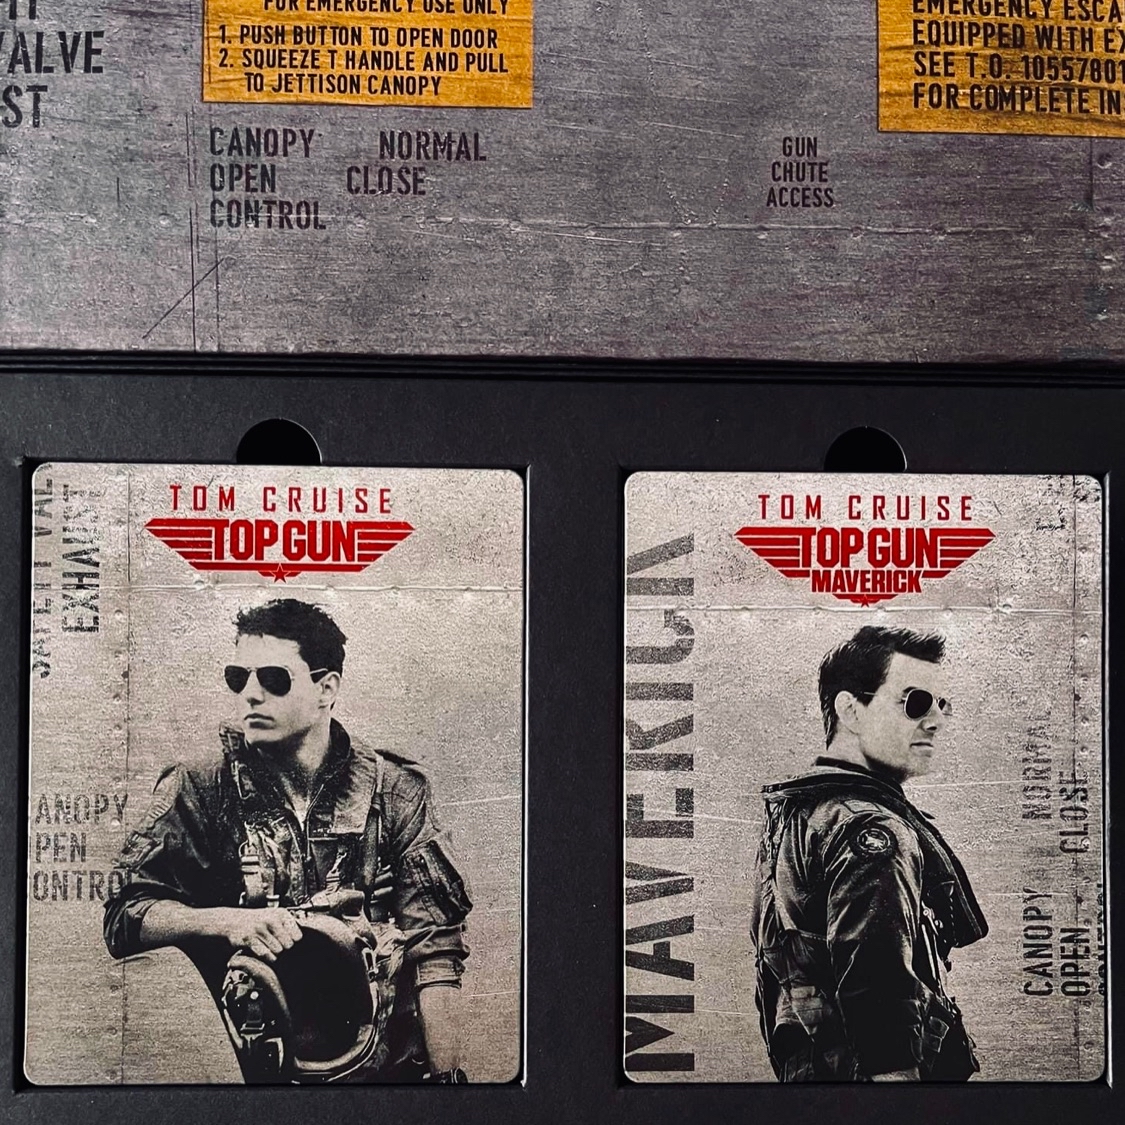 VALVE
ST
FOR EMERGENCY USE ONLY
1. PUSH BUTTON TO OPEN DOOR
2. SQUEEZE T HANDLE AND PULL
TO JETTISON CANOPY
CANOPY NORMAL
OPEN CLOSE
CONTROL
GUN
CHUTE
ACCESS
EMERGENCY ESCA
EQUIPPED WITH EX
SEE T.O. 10557801
FOR COMPLETE IN
TOM CRUISE
TOP GUN
EXHAUST
ANOPY
PEN
ONTRO
TOM CRUISE
TOP GUN
MAVERICK
MAVERICK
CANOPY NORMAL
OPEN CLOSE